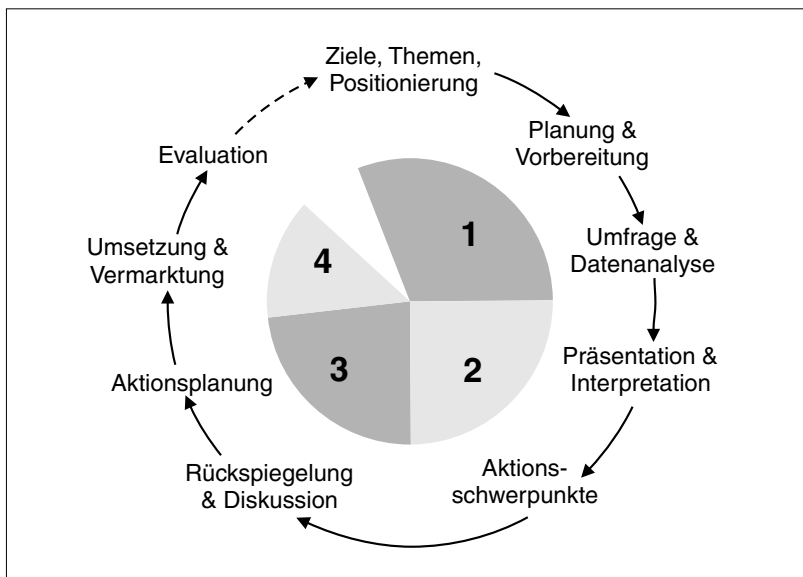 Ziele, Themen,
Positionierung
Planung &
Vorbereitung
Umfrage &
Datenanalyse
Präsentation &
Interpretation
Aktions-
schwerpunkte
Rückspiegelung
& Diskussion
Aktionsplanung
Umsetzung &
Vermarktung
Evaluation
1
2
3
4